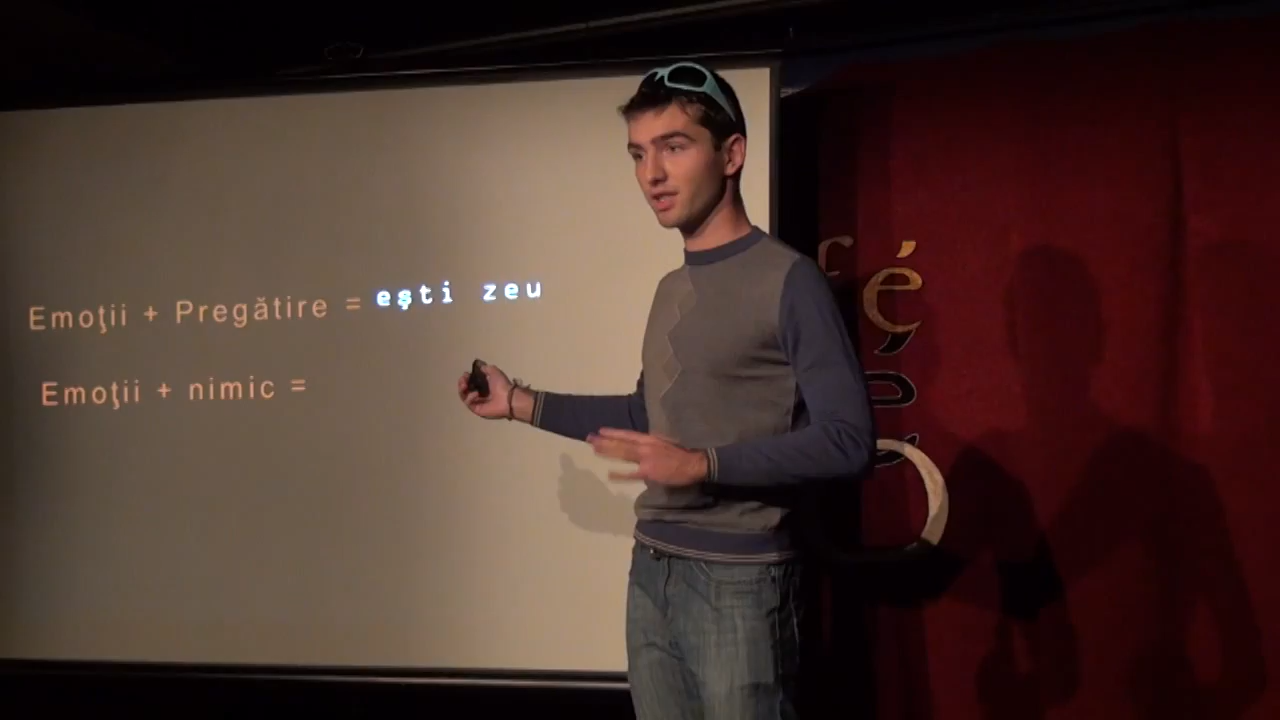 Emoţii + Pregătire = eşti zeu
Emoţii + nimic =